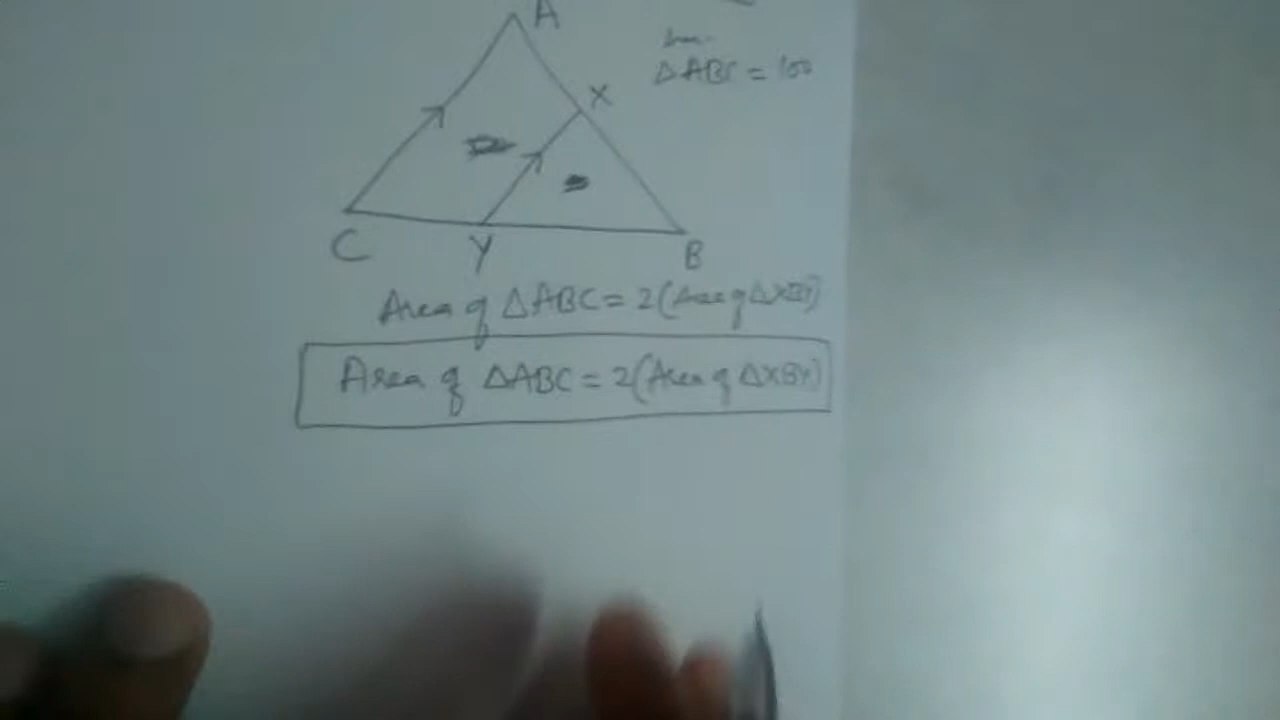 A
ΔABC = 100
X
C
Y
B
Area of ΔABC = 2(Area of ΔXBY)
Area of ΔABC = 2(Area of ΔXBY)